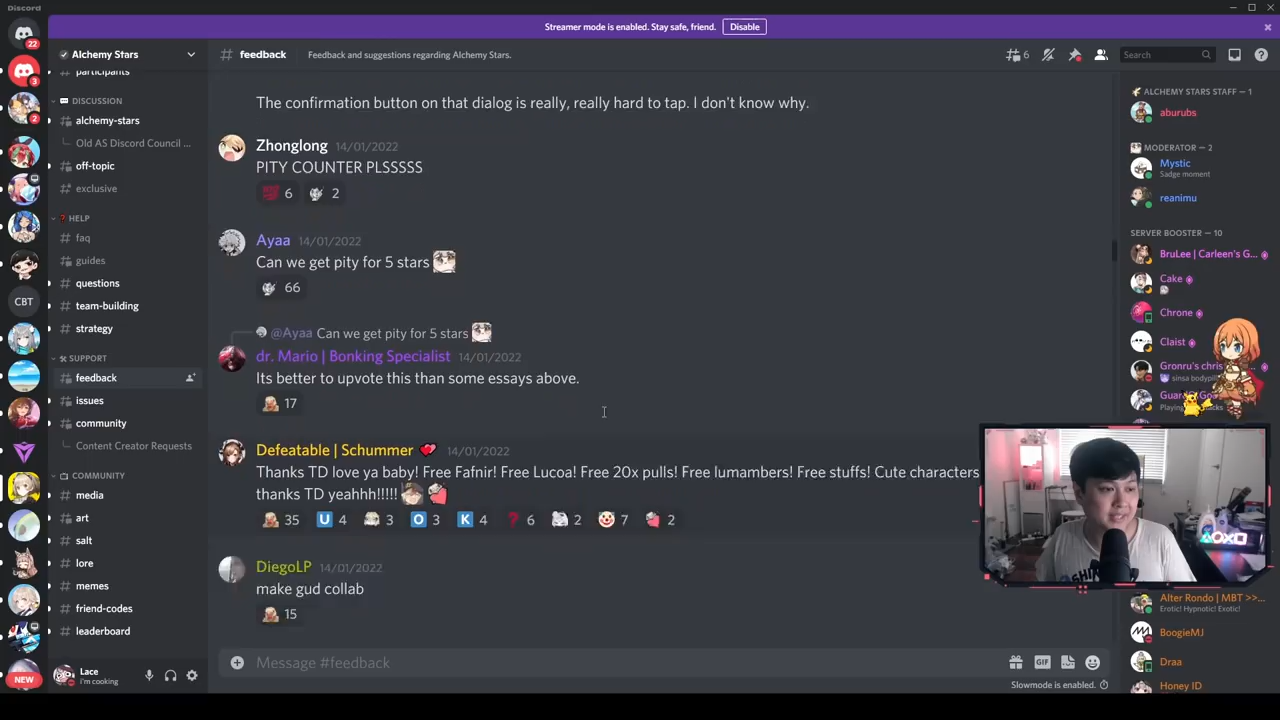 Discord
Streamer mode is enabled. Stay safe, friend.
Disable
22
3
2
CBT
NEW
Alchemy Stars
participants
DISCUSSION
alchemy-stars
Old AS Discord Council ...
off-topic
exclusive
HELP
faq
guides
questions
team-building
strategy
SUPPORT
feedback
issues
community
Content Creator Requests
COMMUNITY
media
art
salt
lore
memes
friend-codes
leaderboard
Lace
i'm cooking
feedback
Feedback and suggestions regarding Alchemy Stars.
6
Search
The confirmation button on that dialog is really, really hard to tap. I don't know why.
Zhonglong 14/01/2022
PITY COUNTER PLSSSSS
6 2
Ayaa 14/01/2022
Can we get pity for 5 stars
66
@Ayaa Can we get pity for 5 stars
dr. Mario | Bonking Specialist 14/01/2022
Its better to upvote this than some essays above.
17
Defeatable | Schummer 14/01/2022
Thanks TD love ya baby! Free Fafnir! Free Lucoa! Free 20x pulls! Free lumambers! Free stuffs! Cute characters
thanks TD yeahhh!!!!!
35 U 4 3 O 3 K 4 ? 6 2 7 2
DiegoLP 14/01/2022
make gud collab
15
Message #feedback
GIF
Slowmode is enabled.
ALCHEMY STARS STAFF — 1
aburubs
MODERATOR — 2
Mystic
Sadge moment
reanimu
SERVER BOOSTER — 10
BruLee | Carleen's G...
Cake
Chrone
Claist
Gronru's chris
sinsa bodypil
Playing
Alter Rondo | MBT >>...
Erotic! Hypnotic! Erotic!
BoogieMJ
Draa
Honey ID